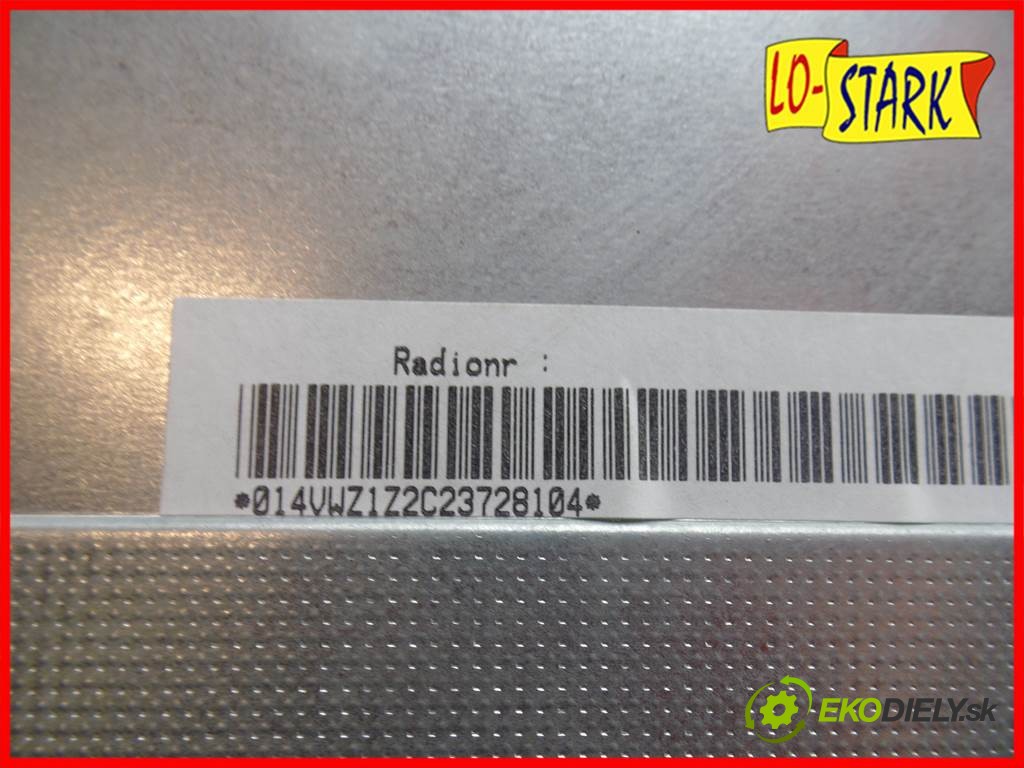 LO-STARK
Radionr :
*014VWZ1Z2C23728104*
EKODIELY.sk